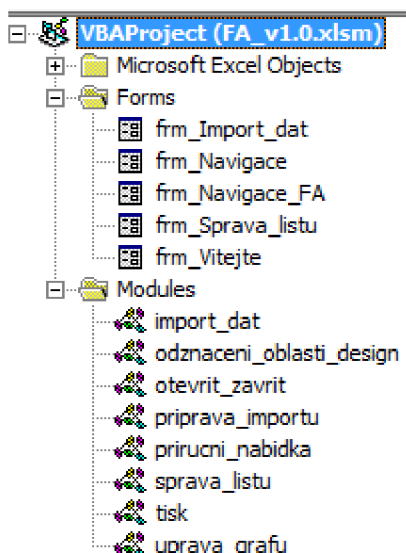 VBAProject (FA_v1.0.xlsm)
Microsoft Excel Objects
Forms
frm_Import_dat
frm_Navigace
frm_Navigace_FA
frm_Sprava_listu
frm_Vitejte
Modules
import_dat
odznaceni_oblasti_design
otevrit_zavrit
priprava_importu
prirucni_nabidka
sprava_listu
tisk
uprava_grafu